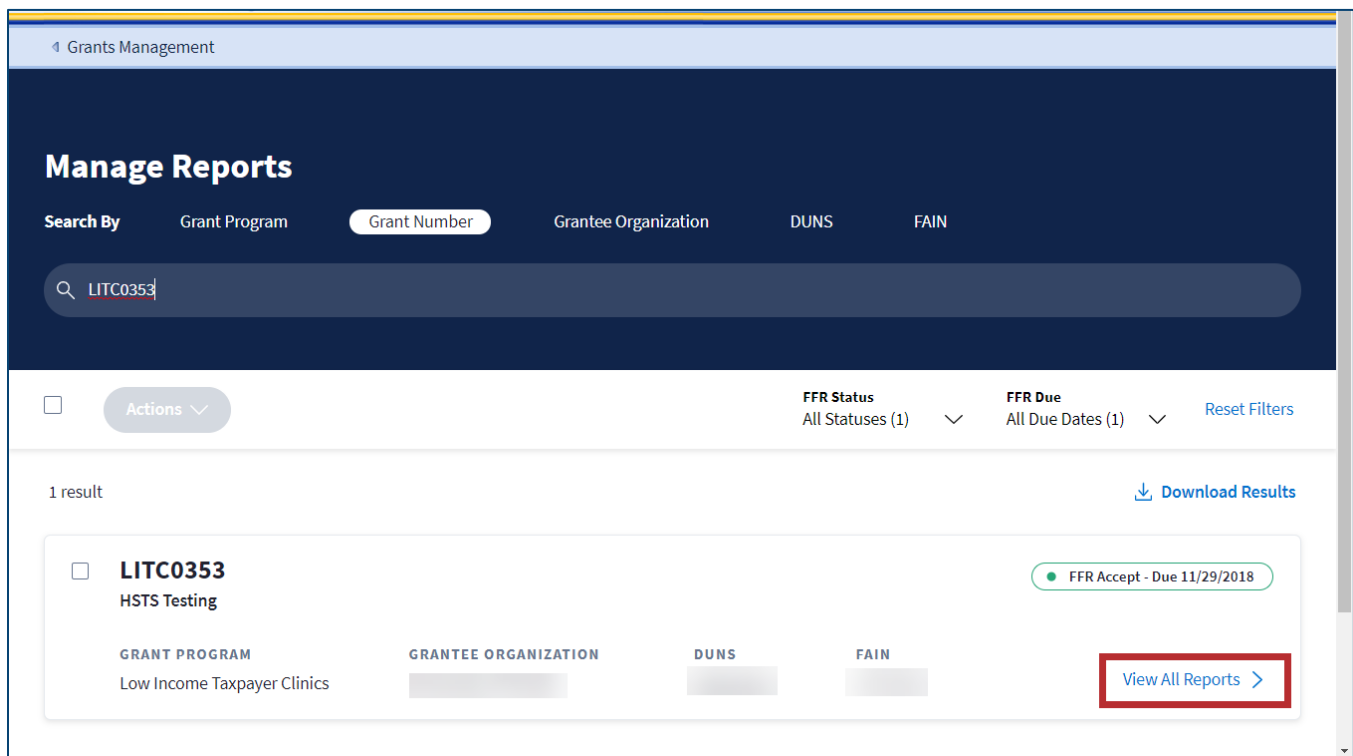 Grants Management
Manage Reports
Search By Grant Program Grant Number Grantee Organization DUNS FAIN
LITC0353
Actions
FFR Status
All Statuses (1)
FFR Due
All Due Dates (1)
Reset Filters
1 result
Download Results
LITC0353
HSTS Testing
FFR Accept - Due 11/29/2018
GRANT PROGRAM GRANTEE ORGANIZATION DUNS FAIN
Low Income Taxpayer Clinics
View All Reports